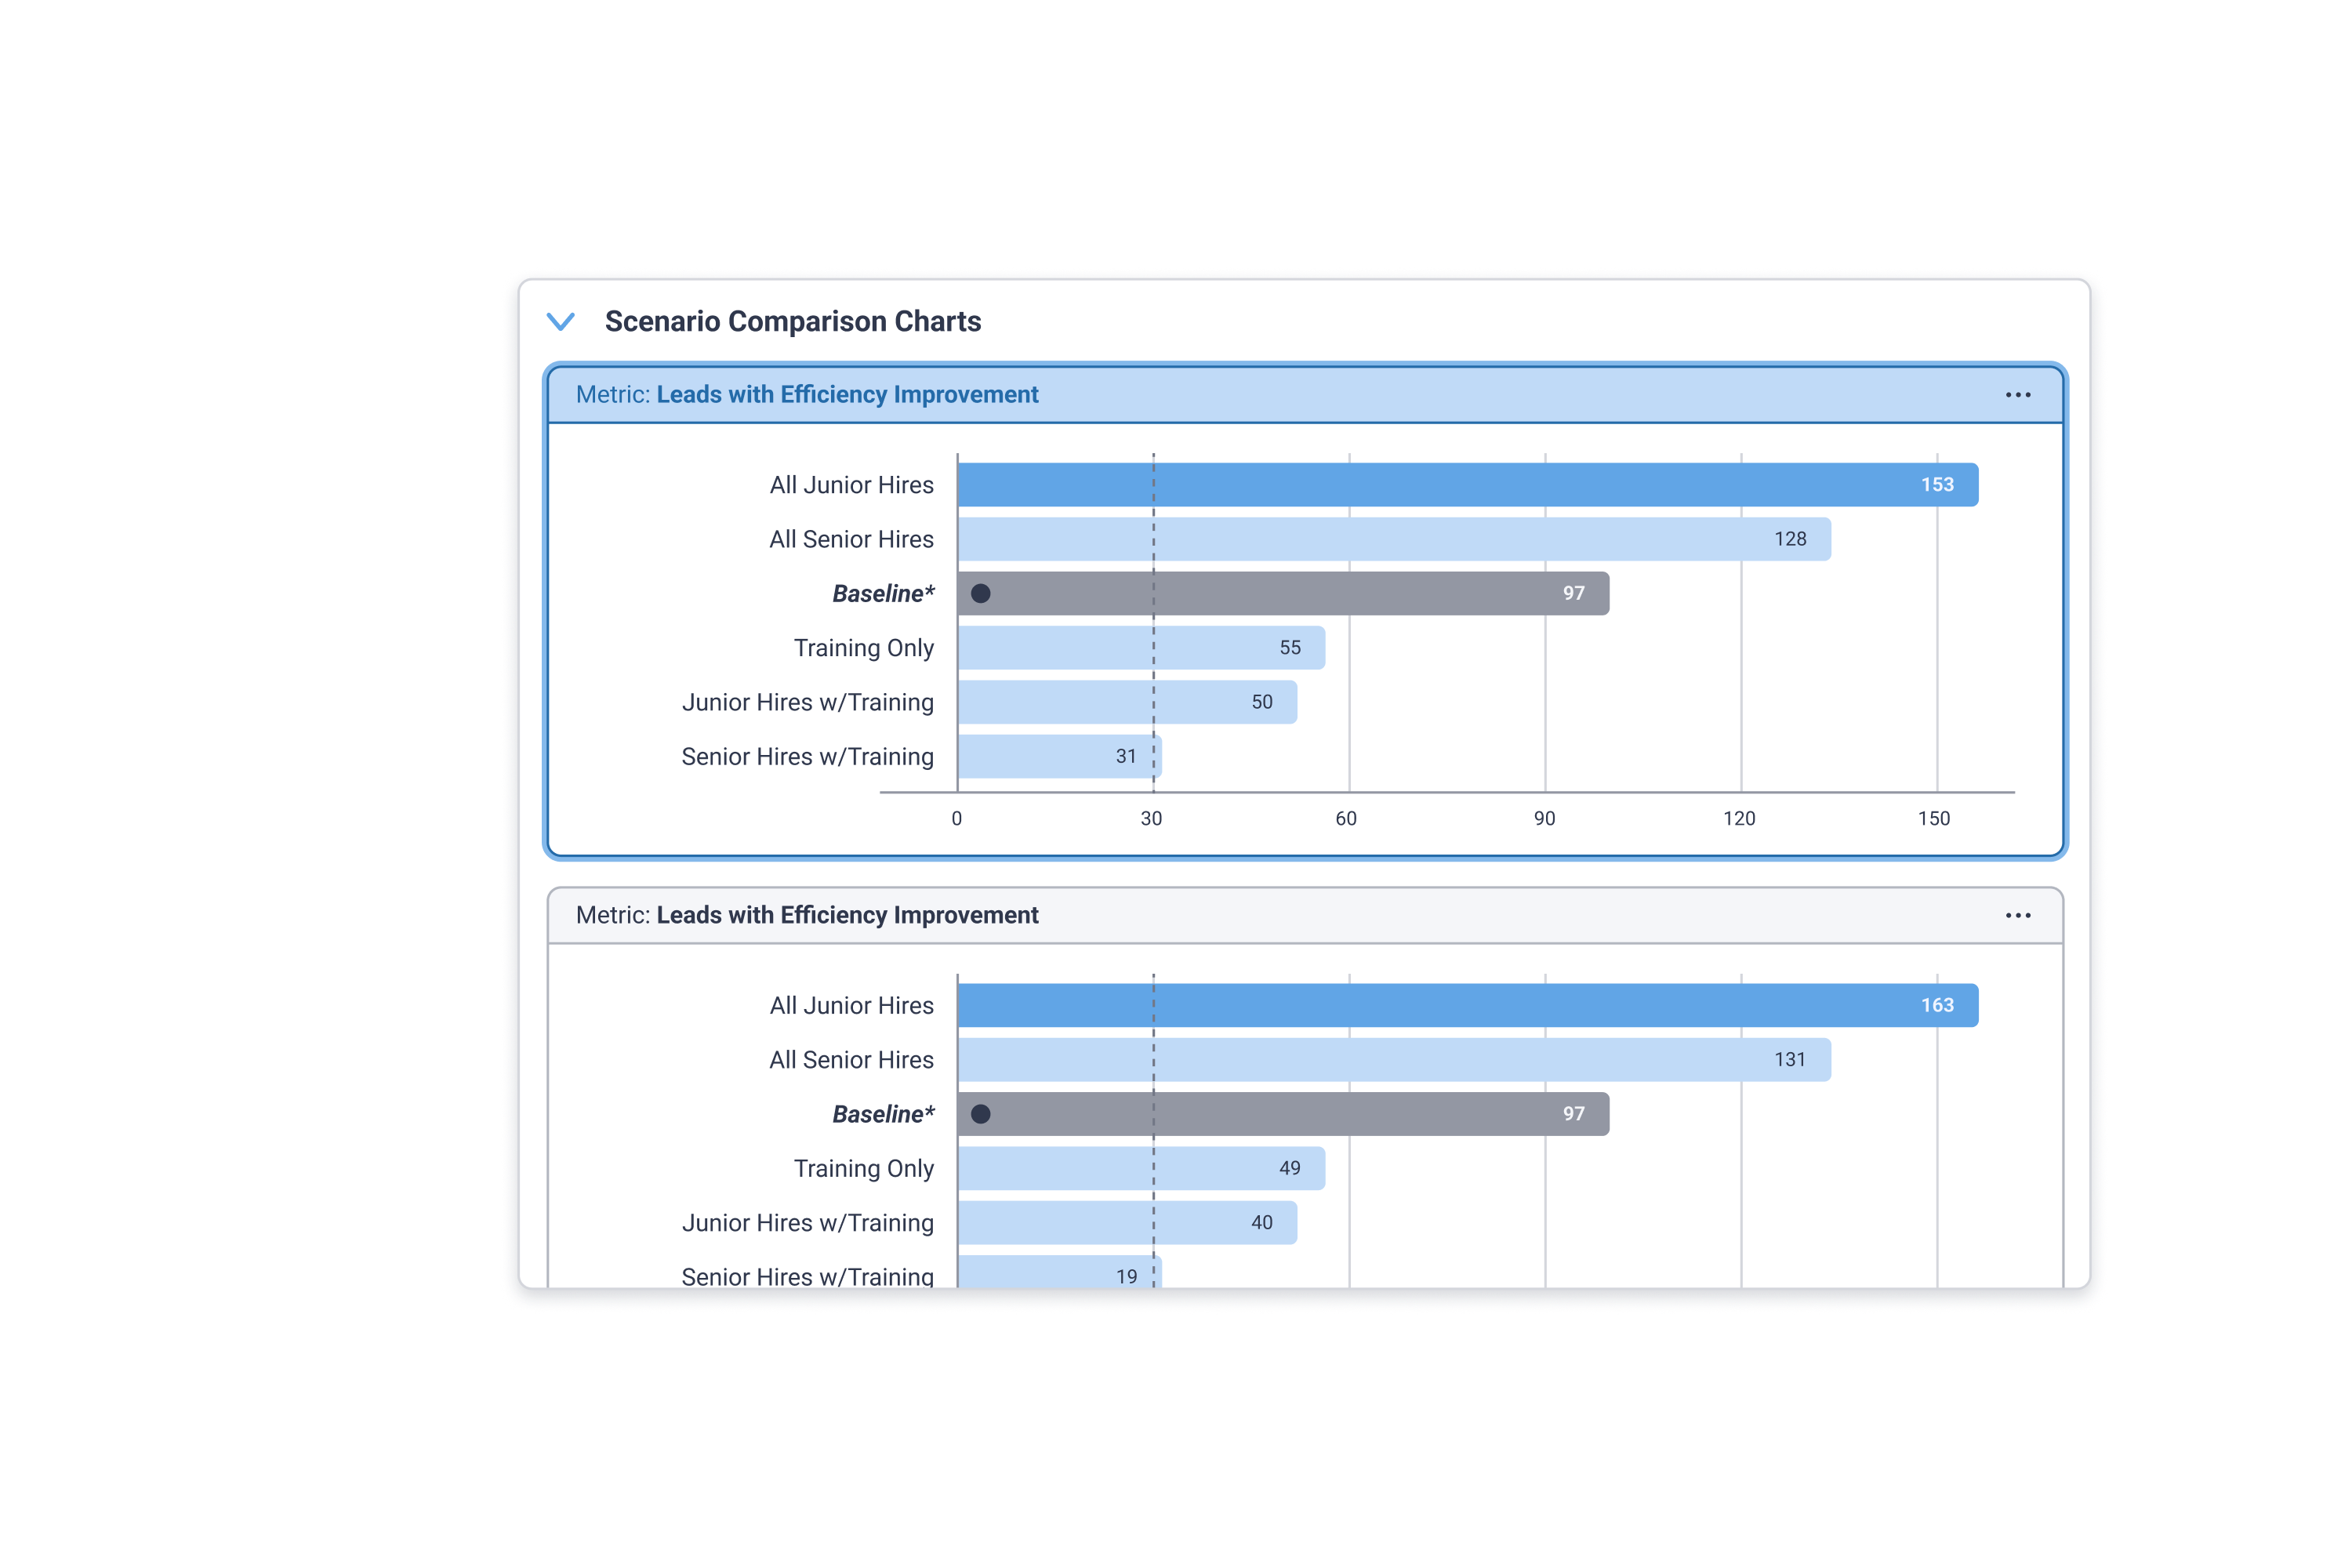 Scenario Comparison Charts
Metric: Leads with Efficiency Improvement
All Junior Hires 153
All Senior Hires 128
Baseline* 97
Training Only 55
Junior Hires w/Training 50
Senior Hires w/Training 31
0 30 60 90 120 150
Metric: Leads with Efficiency Improvement
All Junior Hires 163
All Senior Hires 131
Baseline* 97
Training Only 49
Junior Hires w/Training 40
Senior Hires w/Training 19